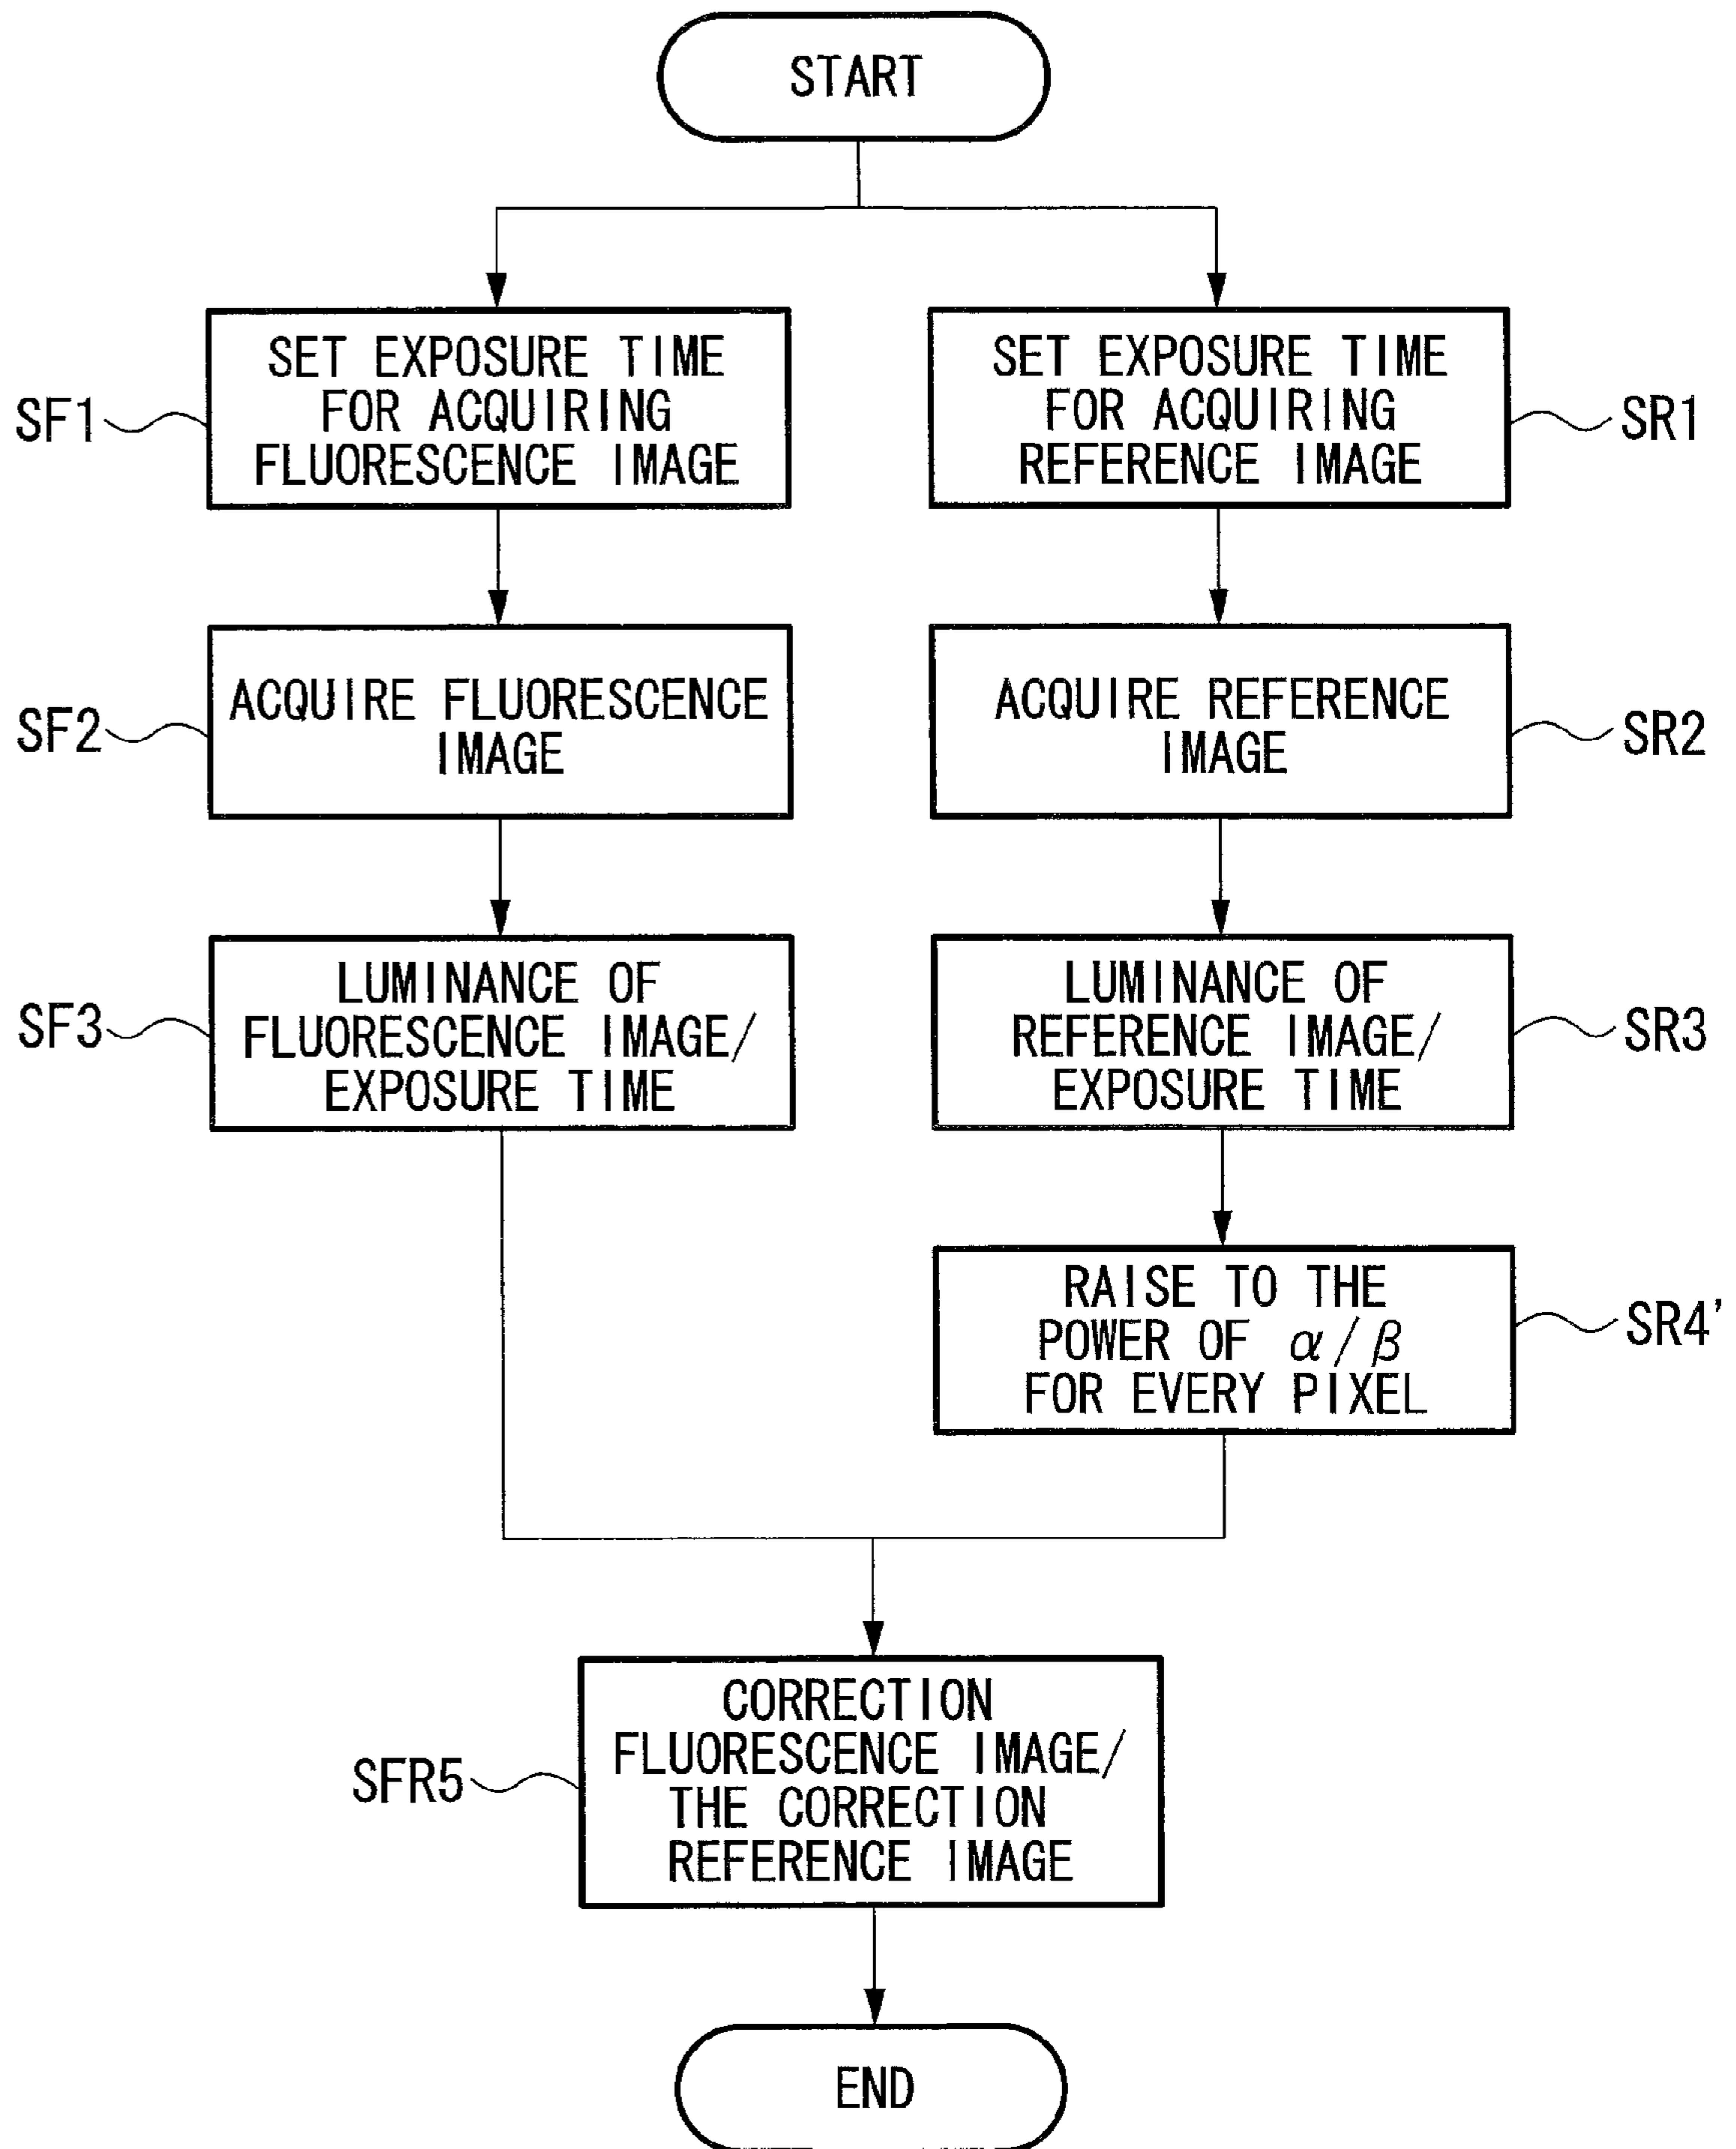 START
SET EXPOSURE TIME
FOR ACQUIRING
FLUORESCENCE IMAGE
SF1
SET EXPOSURE TIME
FOR ACQUIRING
REFERENCE IMAGE
SR1
ACQUIRE FLUORESCENCE
IMAGE
SF2
ACQUIRE REFERENCE
IMAGE
SR2
LUMINANCE OF
FLUORESCENCE IMAGE/
EXPOSURE TIME
SF3
LUMINANCE OF
REFERENCE IMAGE/
EXPOSURE TIME
SR3
RAISE TO THE
POWER OF α/β
FOR EVERY PIXEL
SR4'
CORRECTION
FLUORESCENCE IMAGE/
THE CORRECTION
REFERENCE IMAGE
SFR5
END